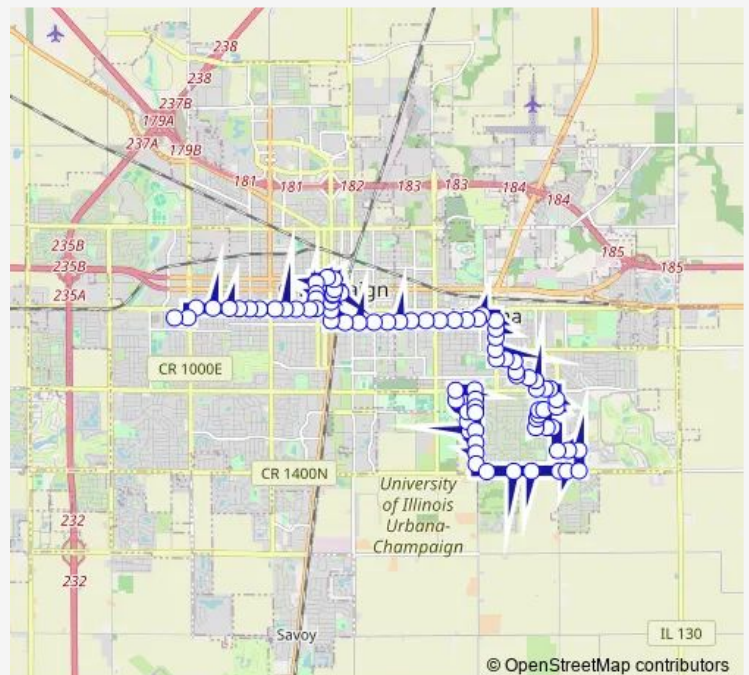 238
238
237B
179A
237A
179B
181
181
182
183
183
184
184
235B
235B
235A
185
185
CR 1000E
CR 1400N
University
of Illinois
Urbana-
Champaign
232
232
Savoy
IL 130
© OpenStreetMap contributors